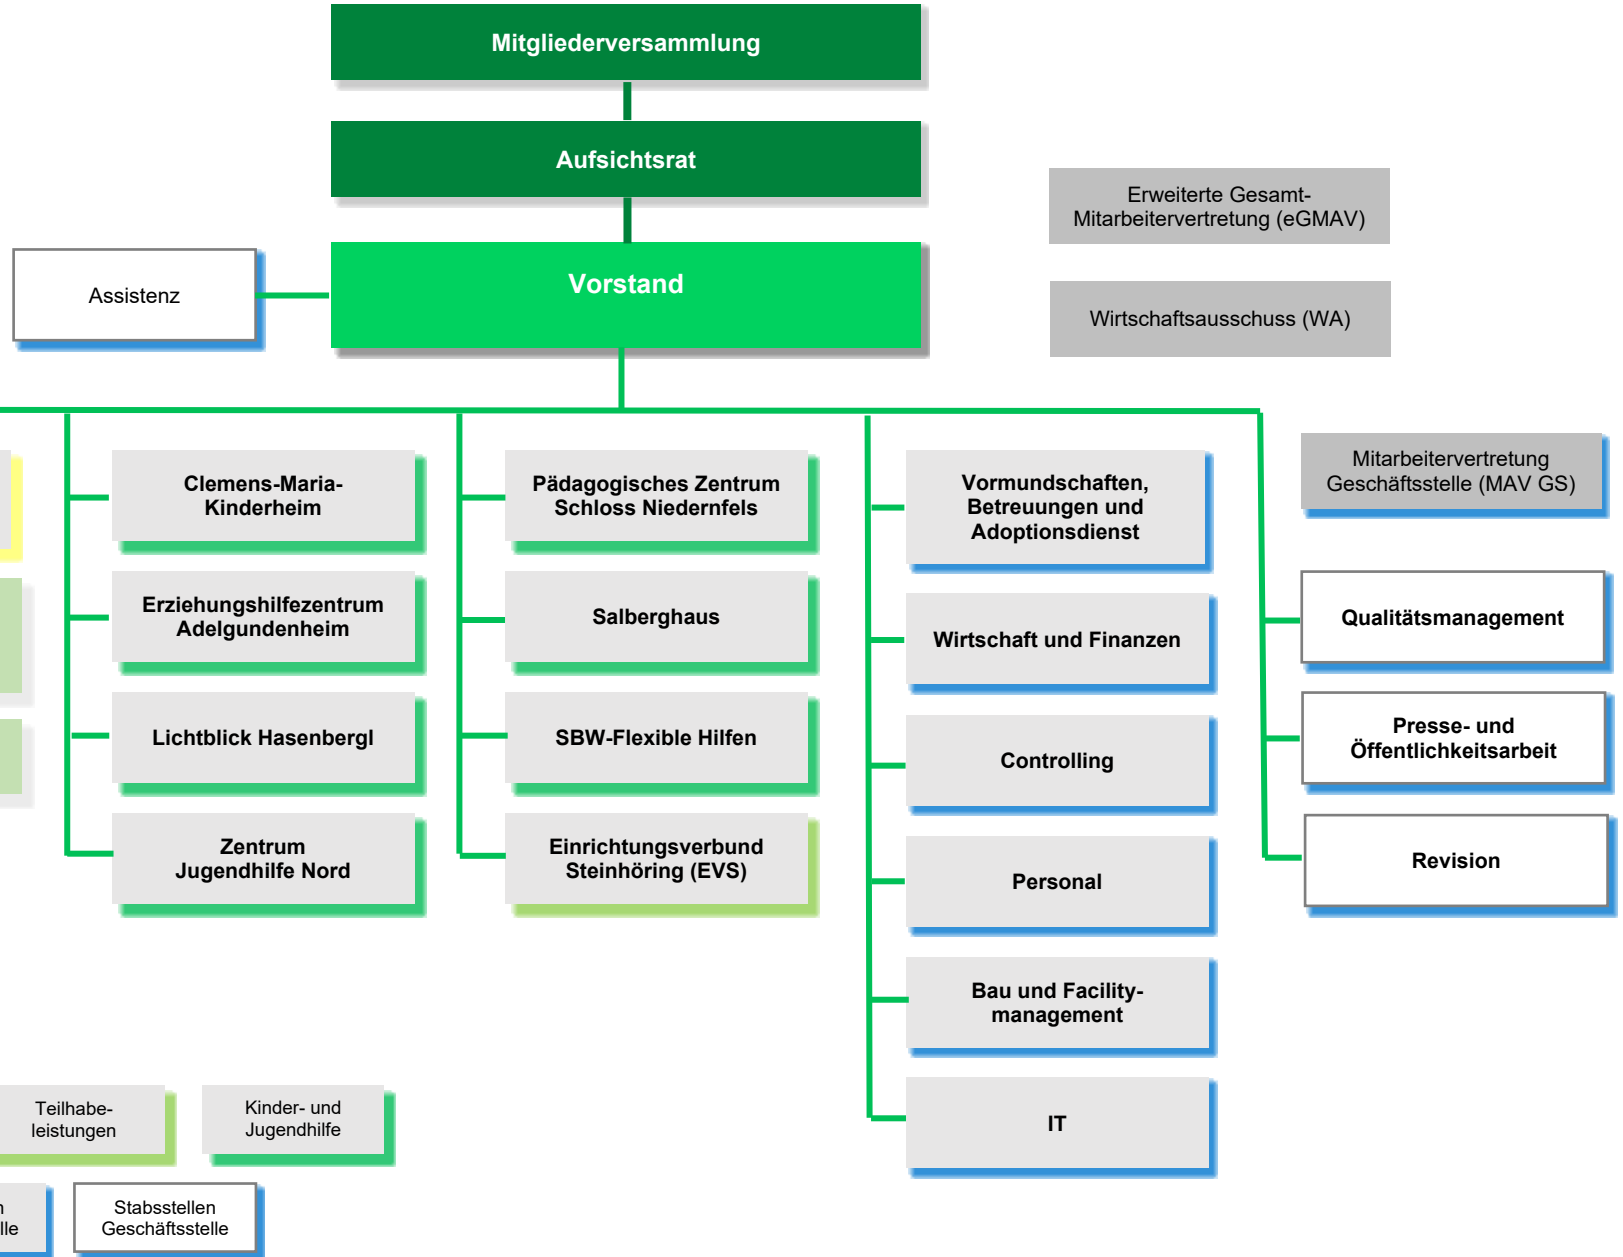 Mitgliederversammlung
Aufsichtsrat
Erweiterte Gesamt-
Mitarbeitervertretung (eGMAV)
Assistenz
Vorstand
Wirtschaftsausschuss (WA)
Clemens-Maria-
Kinderheim
Erziehungshilfezentrum
Adelgundenheim
Lichtblick Hasenbergl
Zentrum
Jugendhilfe Nord
Pädagogisches Zentrum
Schloss Niedernfels
Salberghaus
SBW-Flexible Hilfen
Einrichtungsverbund
Steinhöring (EVS)
Vormundschaften,
Betreuungen und
Adoptionsdienst
Wirtschaft und Finanzen
Controlling
Personal
Bau und Facility-
management
IT
Mitarbeitervertretung
Geschäftsstelle (MAV GS)
Qualitätsmanagement
Presse- und
Öffentlichkeitsarbeit
Revision
Teilhabe-
leistungen
Kinder- und
Jugendhilfe
Stabsstellen
Geschäftsstelle